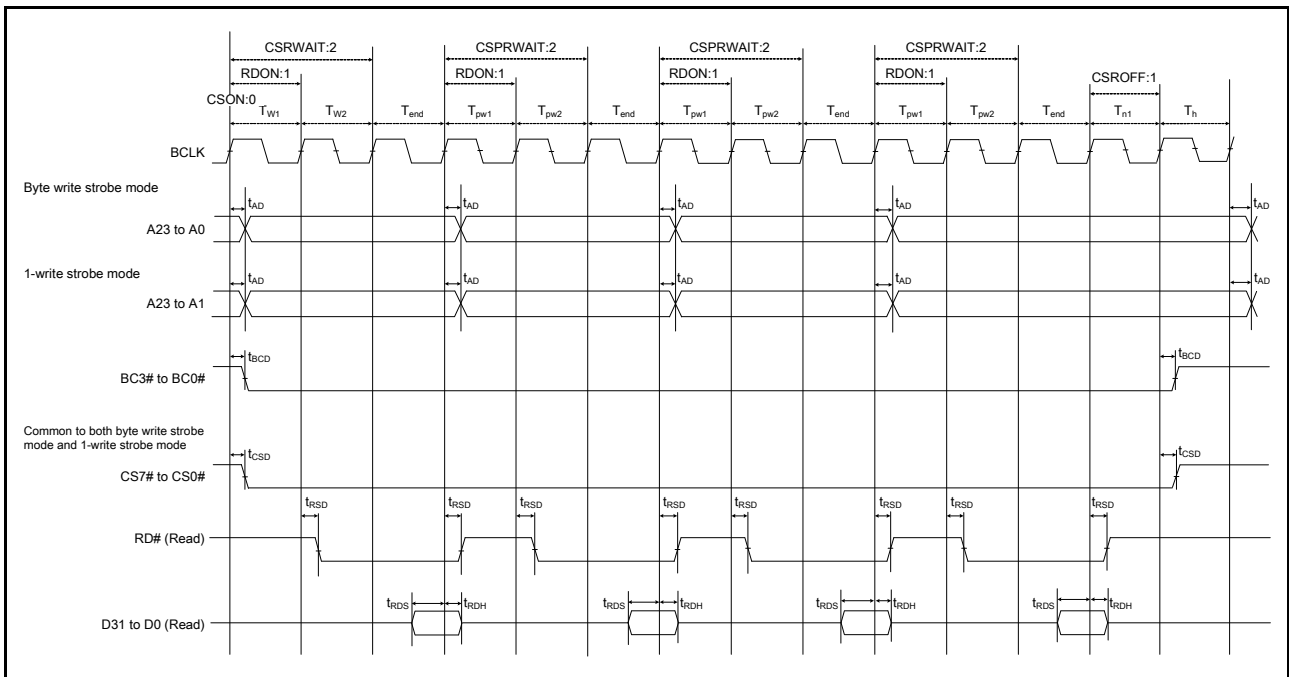 CSRWAIT:2 CSPRWAIT:2 CSPRWAIT:2 CSPRWAIT:2
RDON:1 RDON:1 RDON:1 RDON:1 CSROFF:1
CSON:0
TW1 TW2 Tend Tpw1 Tpw2 Tend Tpw1 Tpw2 Tend Tpw1 Tpw2 Tend Tn1 Th
BCLK
Byte write strobe mode
tAD tAD tAD tAD tAD
A23 to A0
1-write strobe mode
tAD tAD tAD tAD tAD
A23 to A1
tBCD tBCD
BC3# to BC0#
Common to both byte write strobe
mode and 1-write strobe mode
tCSD tCSD
CS7# to CS0#
tRSD tRSD tRSD tRSD tRSD tRSD tRSD tRSD
RD# (Read)
tRDS tRDH tRDS tRDH tRDS tRDH tRDS tRDH
D31 to D0 (Read)